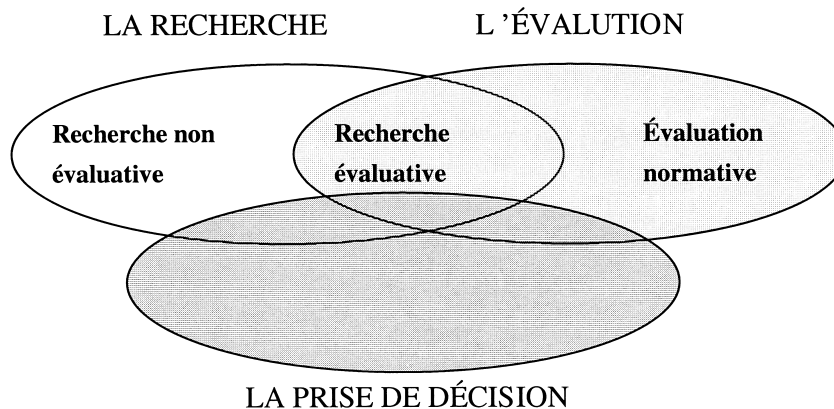 LA RECHERCHE
L 'ÉVALUTION
Recherche non
évaluative
Recherche
évaluative
Évaluation
normative
LA PRISE DE DÉCISION